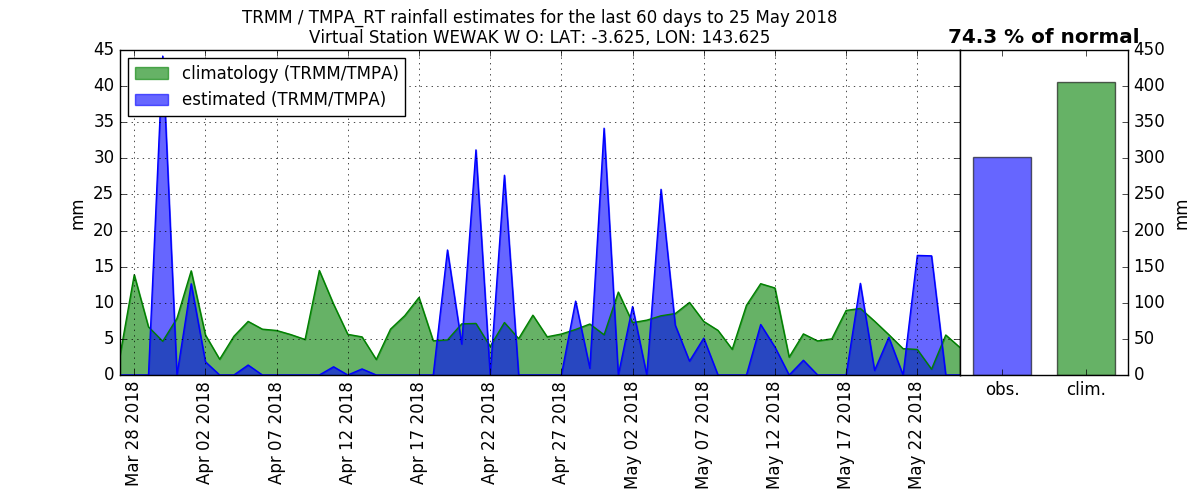 TRMM / TMPA_RT rainfall estimates for the last 60 days to 25 May 2018
Virtual Station WEWAK W O: LAT: -3.625, LON: 143.625
74.3 % of normal
climatology (TRMM/TMPA)
estimated (TRMM/TMPA)
mm
45
40
35
30
25
20
15
10
5
0
Mar 28 2018
Apr 02 2018
Apr 07 2018
Apr 12 2018
Apr 17 2018
Apr 22 2018
Apr 27 2018
May 02 2018
May 07 2018
May 12 2018
May 17 2018
May 22 2018
obs.
clim.
450
400
350
300
250
200
150
100
50
0
mm